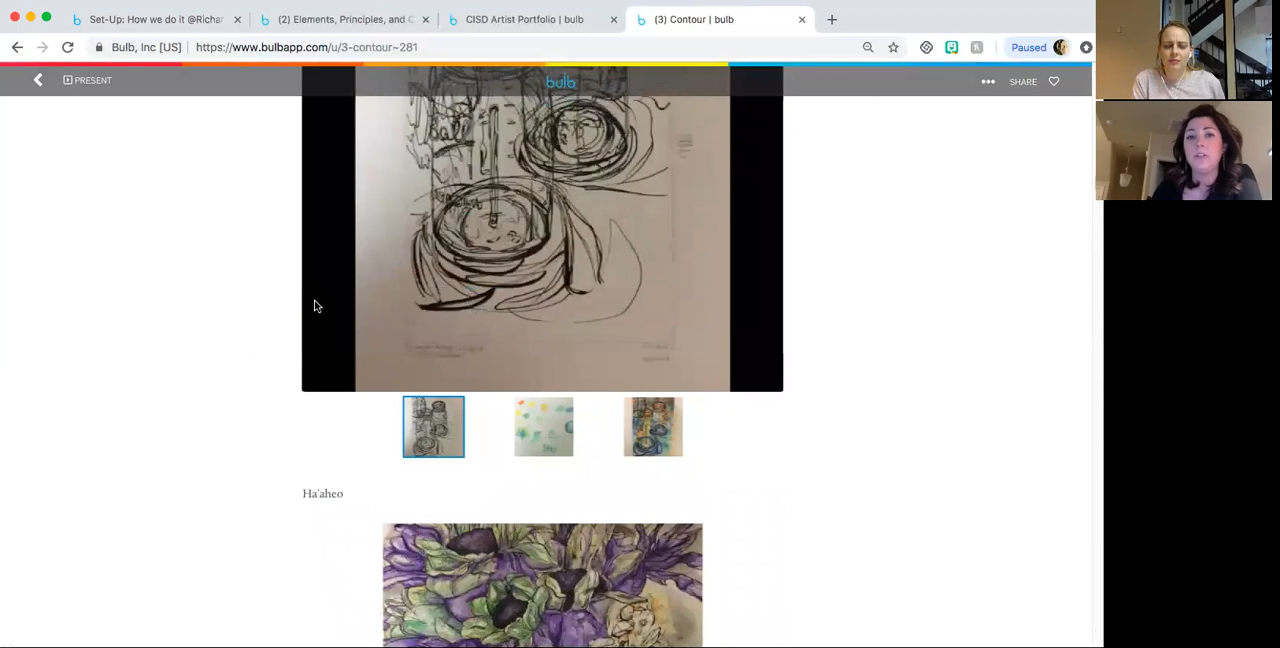 Set-Up: How we do it @Richar
(2) Elements, Principles, and C
CISD Artist Portfolio | bulb
(3) Contour | bulb
Bulb, Inc [US] | https://www.bulbapp.com/u/3-contour~281
Paused
PRESENT
bulb
SHARE
Ball
Ha'aheo